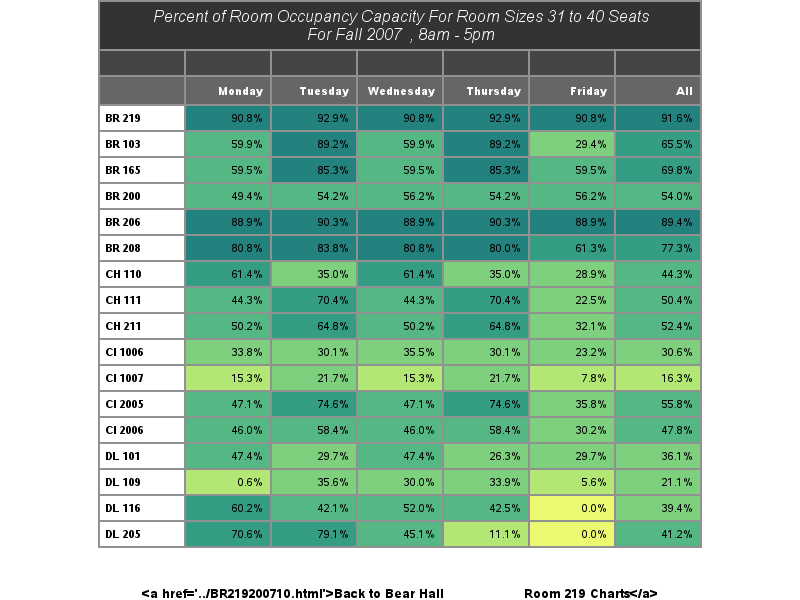 Percent of Room Occupancy Capacity For Room Sizes 31 to 40 Seats
For Fall 2007 , 8am - 5pm
Monday Tuesday Wednesday Thursday Friday All
BR 219 90.8% 92.9% 90.8% 92.9% 90.8% 91.6%
BR 103 59.9% 89.2% 59.9% 89.2% 29.4% 65.5%
BR 165 59.5% 85.3% 59.5% 85.3% 59.5% 69.8%
BR 200 49.4% 54.2% 56.2% 54.2% 56.2% 54.0%
BR 206 88.9% 90.3% 88.9% 90.3% 88.9% 89.4%
BR 208 80.8% 83.8% 80.8% 80.0% 61.3% 77.3%
CH 110 61.4% 35.0% 61.4% 35.0% 28.9% 44.3%
CH 111 44.3% 70.4% 44.3% 70.4% 22.5% 50.4%
CH 211 50.2% 64.8% 50.2% 64.8% 32.1% 52.4%
CI 1006 33.8% 30.1% 35.5% 30.1% 23.2% 30.6%
CI 1007 15.3% 21.7% 15.3% 21.7% 7.8% 16.3%
CI 2005 47.1% 74.6% 47.1% 74.6% 35.8% 55.8%
CI 2006 46.0% 58.4% 46.0% 58.4% 30.2% 47.8%
DL 101 47.4% 29.7% 47.4% 26.3% 29.7% 36.1%
DL 109 0.6% 35.6% 30.0% 33.9% 5.6% 21.1%
DL 116 60.2% 42.1% 52.0% 42.5% 0.0% 39.4%
DL 205 70.6% 79.1% 45.1% 11.1% 0.0% 41.2%
<a href='../BR219200710.html'>Back to Bear Hall Room 219 Charts</a>